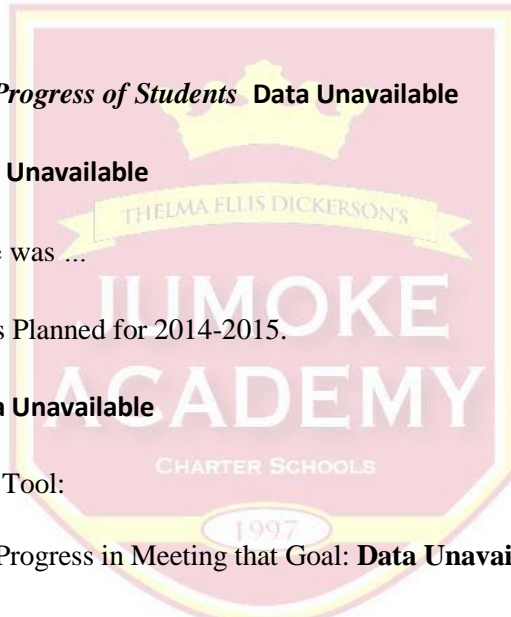 Progress of Students Data Unavailable
Unavailable
THELMA ELLIS DICKERSON'S
was ...
Planned for 2014-2015.
JUMOKE
ACADEMY
Unavailable
CHARTER SCHOOLS
Tool:
1997
Progress in Meeting that Goal: Data